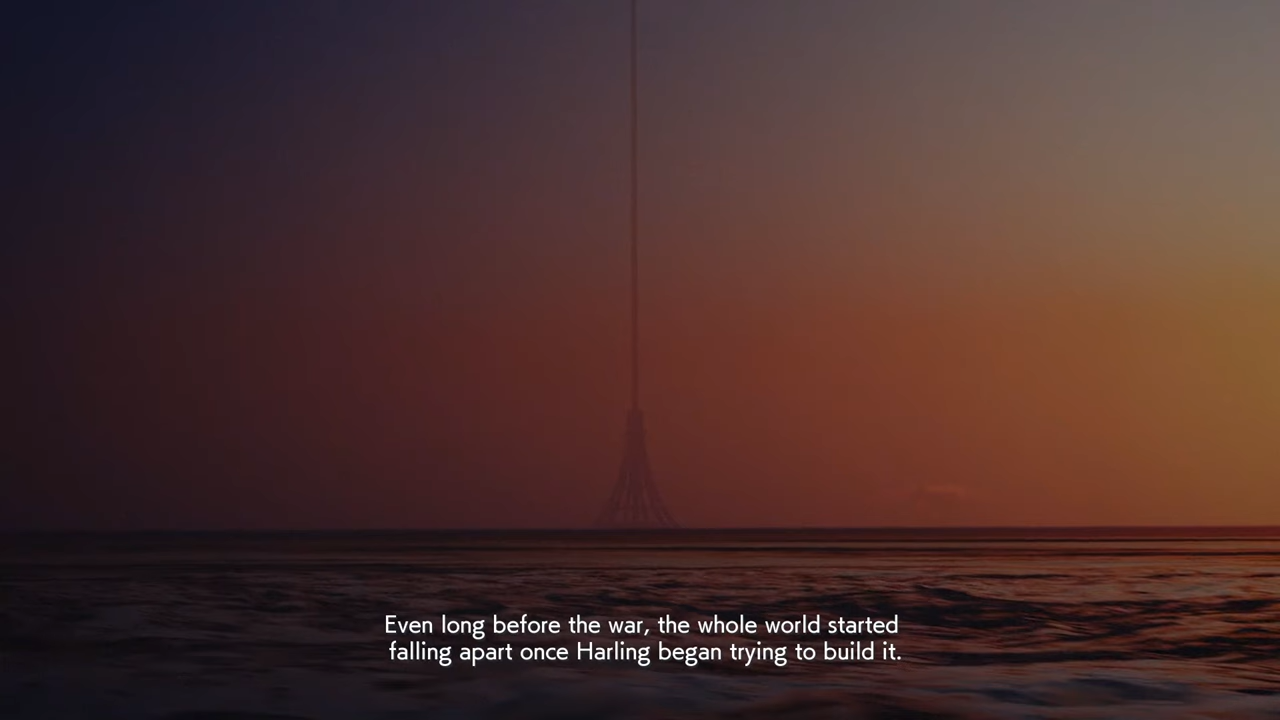 Even long before the war, the whole world started
falling apart once Harling began trying to build it.